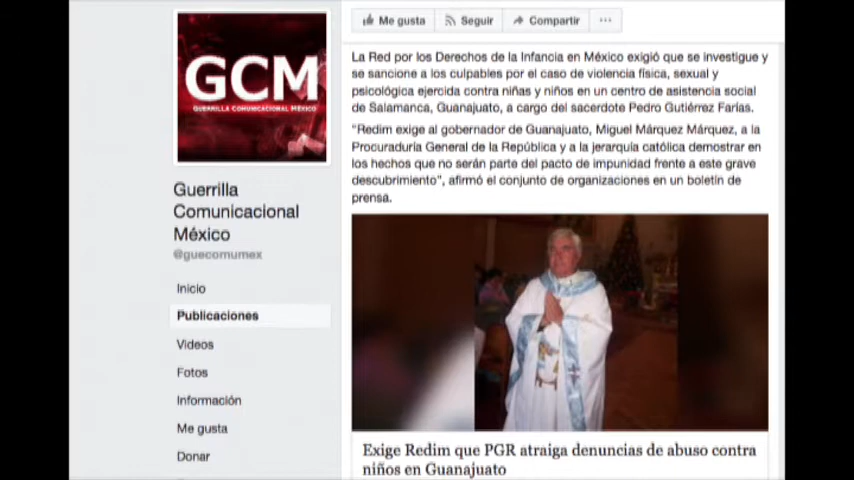 GCM
GUERRILLA COMUNICACIONAL MÉXICO
Guerrilla
Comunicacional
México
@guecomumex
Inicio
Publicaciones
Videos
Fotos
Información
Me gusta
Donar
Me gusta
Seguir
Compartir
La Red por los Derechos de la Infancia en México exigió que se investigue y
se sancione a los culpables por el caso de violencia física, sexual y
psicológica ejercida contra niñas y niños en un centro de asistencia social
de Salamanca, Guanajuato, a cargo del sacerdote Pedro Gutiérrez Farías.
"Redim exige al gobernador de Guanajuato, Miguel Márquez Márquez, a la
Procuraduría General de la República y a la jerarquía católica demostrar en
los hechos que no serán parte del pacto de impunidad frente a este grave
descubrimiento", afirmó el conjunto de organizaciones en un boletín de
prensa.
Exige Redim que PGR atraiga denuncias de abuso contra
niños en Guanajuato